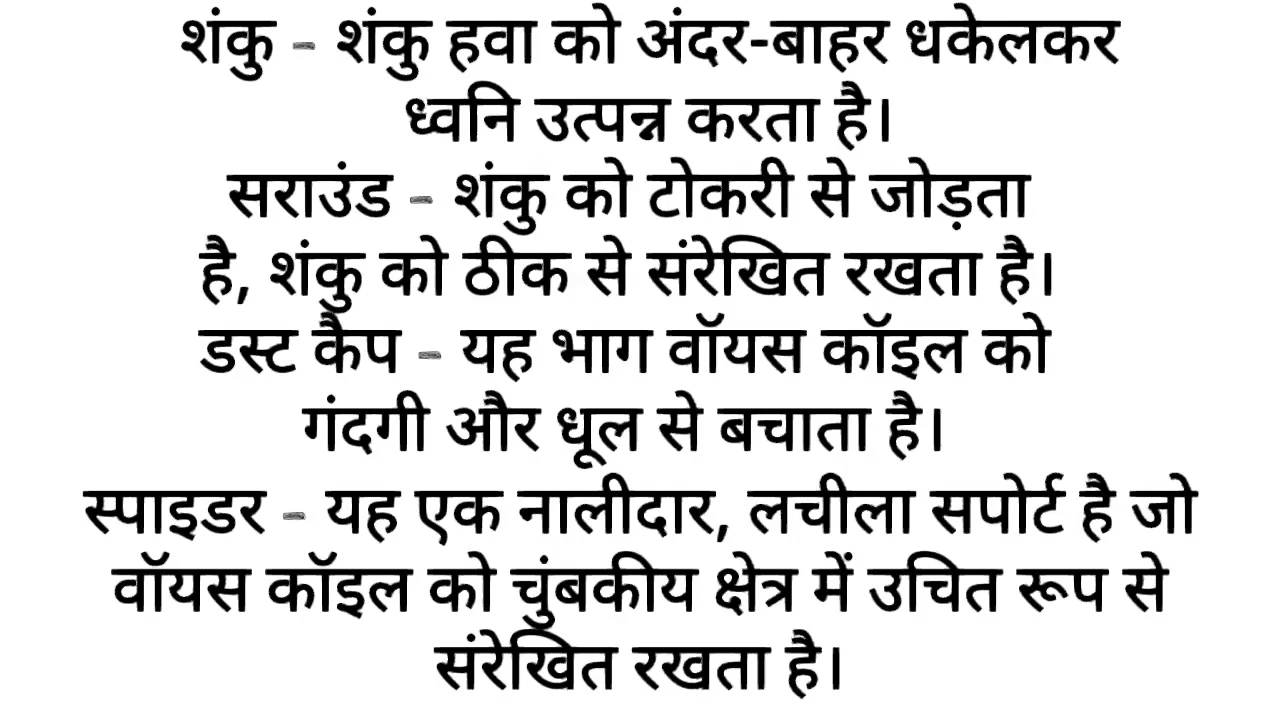 शंकु - शंकु हवा को अंदर-बाहर धकेलकर
ध्वनि उत्पन्न करता है।
सराउंड - शंकु को टोकरी से जोड़ता
है, शंकु को ठीक से संरेखित रखता है।
डस्ट कैप - यह भाग वॉयस कॉइल को
गंदगी और धूल से बचाता है।
स्पाइडर - यह एक नालीदार, लचीला सपोर्ट है जो
वॉयस कॉइल को चुंबकीय क्षेत्र में उचित रूप से
संरेखित रखता है।